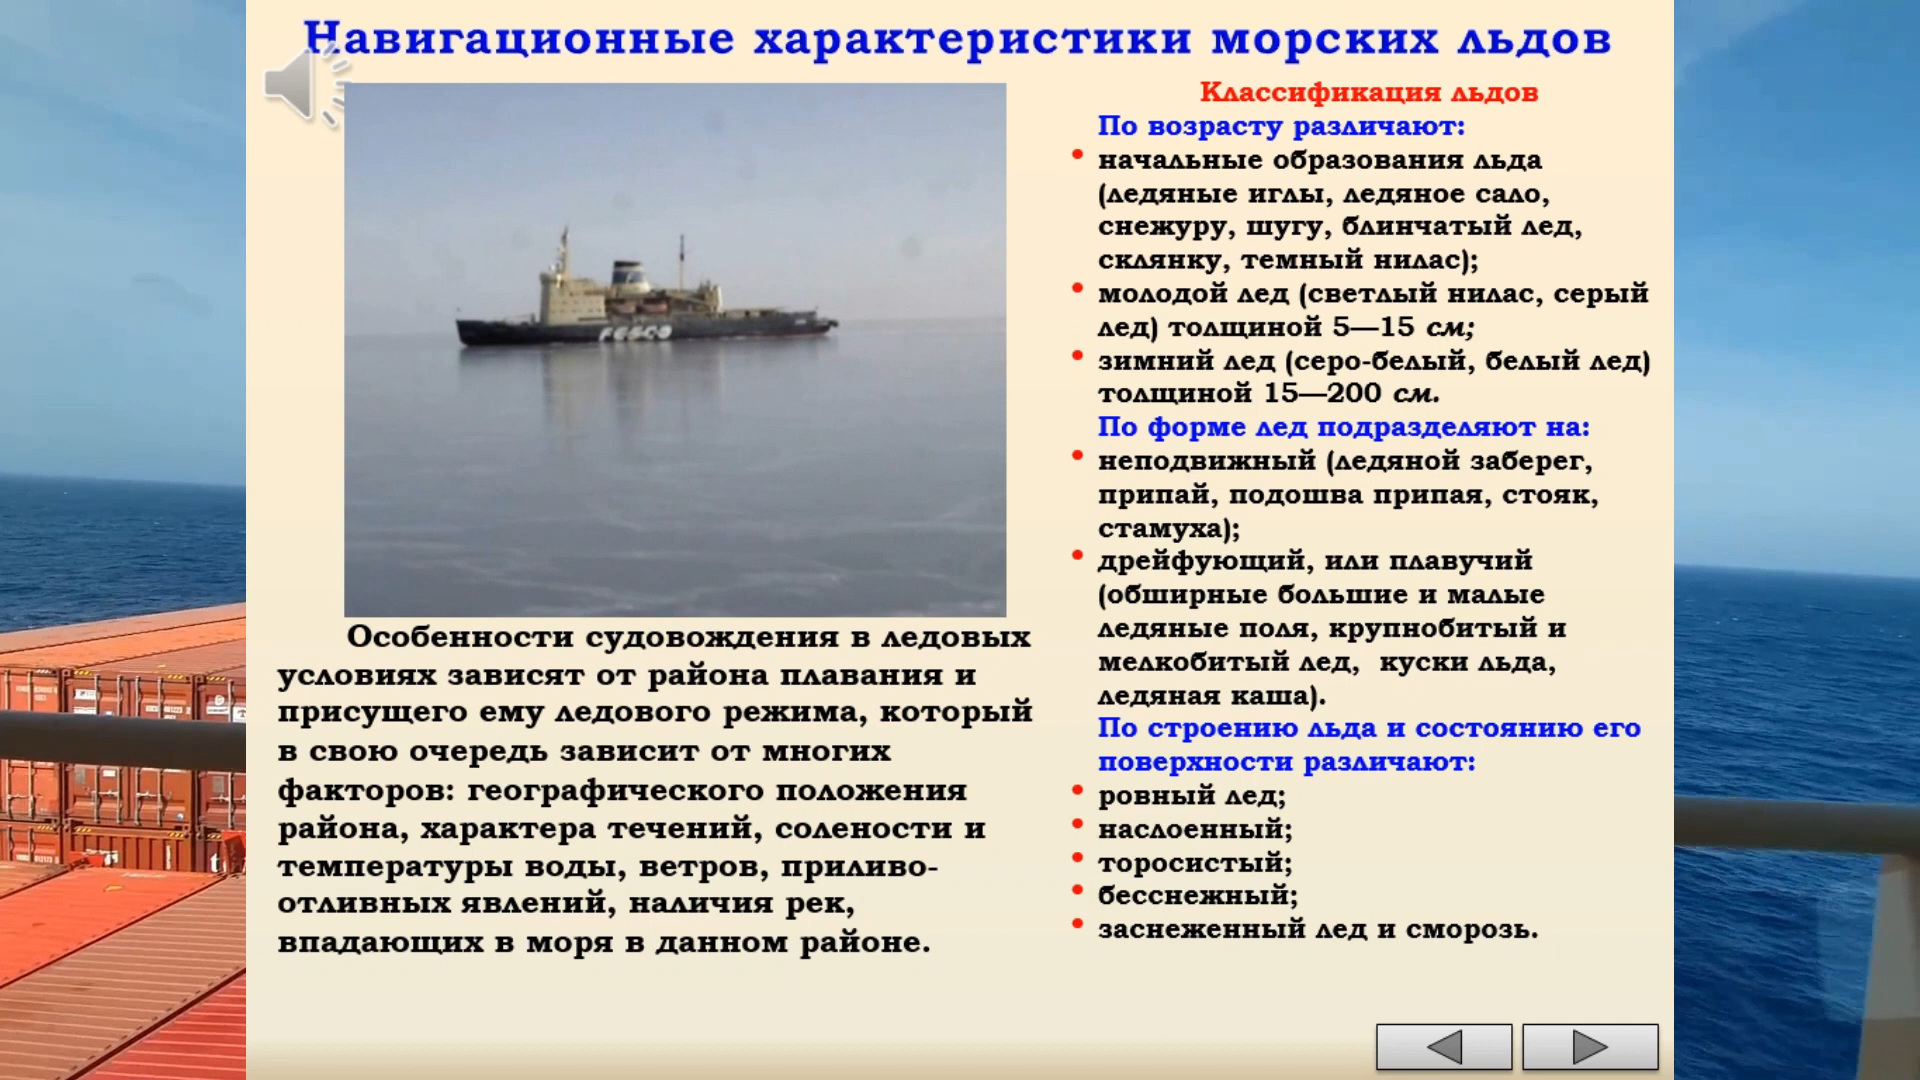 Навигационные характеристики морских льдов
FESCO
Особенности судовождения в ледовых
условиях зависят от района плавания и
присущего ему ледового режима, который
в свою очередь зависит от многих
факторов: географического положения
района, характера течений, солености и
температуры воды, ветров, приливо-
отливных явлений, наличия рек,
впадающих в моря в данном районе.
Классификация льдов
По возрасту различают:
• начальные образования льда
(ледяные иглы, ледяное сало,
снежуру, шугу, блинчатый лед,
склянку, темный нилас);
• молодой лед (светлый нилас, серый
лед) толщиной 5—15 см;
• зимний лед (серо-белый, белый лед)
толщиной 15—200 см.
По форме лед подразделяют на:
• неподвижный (ледяной заберег,
припай, подошва припая, стояк,
стамуха);
• дрейфующий, или плавучий
(обширные большие и малые
ледяные поля, крупнобитый и
мелкобитый лед, куски льда,
ледяная каша).
По строению льда и состоянию его
поверхности различают:
• ровный лед;
• наслоенный;
• торосистый;
• бесснежный;
• заснеженный лед и сморозь.